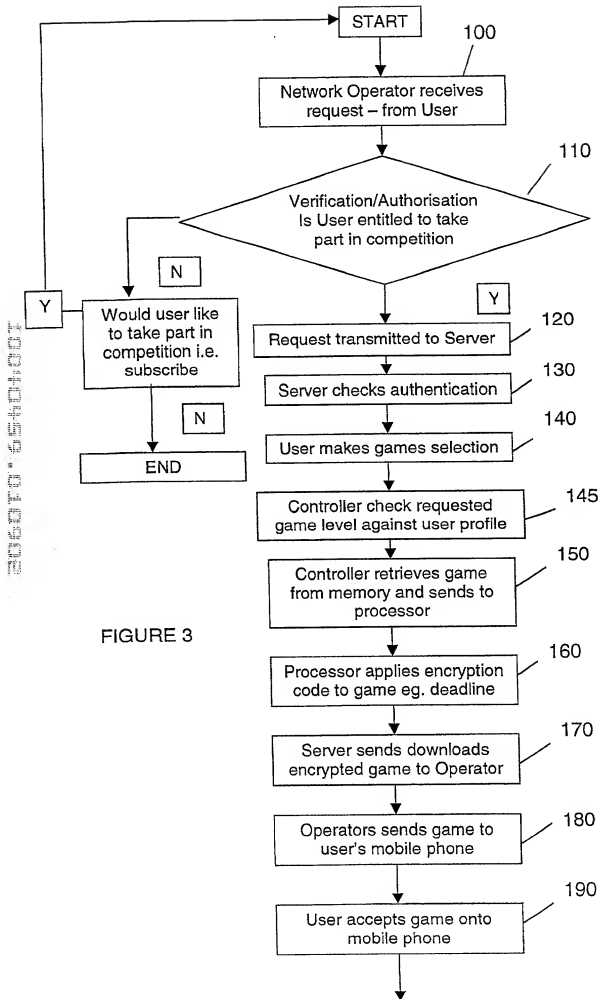 START
100
Network Operator receives
request – from User
110
Verification/Authorisation
Is User entitled to take
part in competition
N
Y
Y
Would user like
to take part in
competition i.e.
subscribe
N
END
Request transmitted to Server
120
Server checks authentication
130
User makes games selection
140
Controller check requested
game level against user profile
145
Controller retrieves game
from memory and sends to
processor
150
FIGURE 3
Processor applies encryption
code to game eg. deadline
160
Server sends downloads
encrypted game to Operator
170
Operators sends game to
user's mobile phone
180
User accepts game onto
mobile phone
190